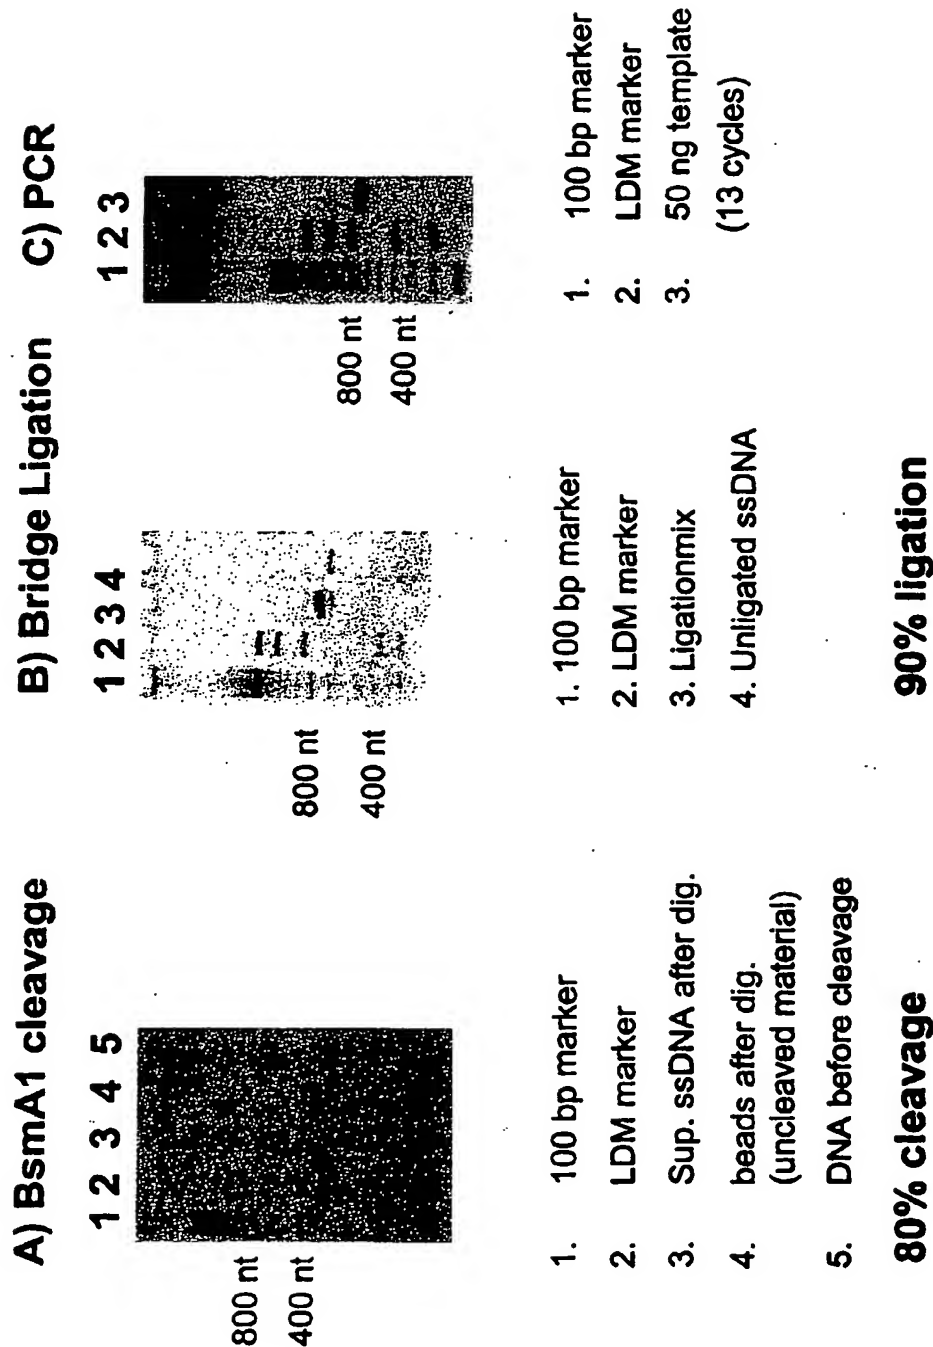 A) BsmA1 cleavage
1 2 3 4 5
800 nt
400 nt
1. 100 bp marker
2. LDM marker
3. Sup. ssDNA after dig.
4. beads after dig.
(uncleaved material)
5. DNA before cleavage
80% cleavage
B) Bridge Ligation
1 2 3 4
800 nt
400 nt
1. 100 bp marker
2. LDM marker
3. Ligationmix
4. Unligated ssDNA
90% ligation
C) PCR
1 2 3
800 nt
400 nt
1. 100 bp marker
2. LDM marker
3. 50 ng template
(13 cycles)